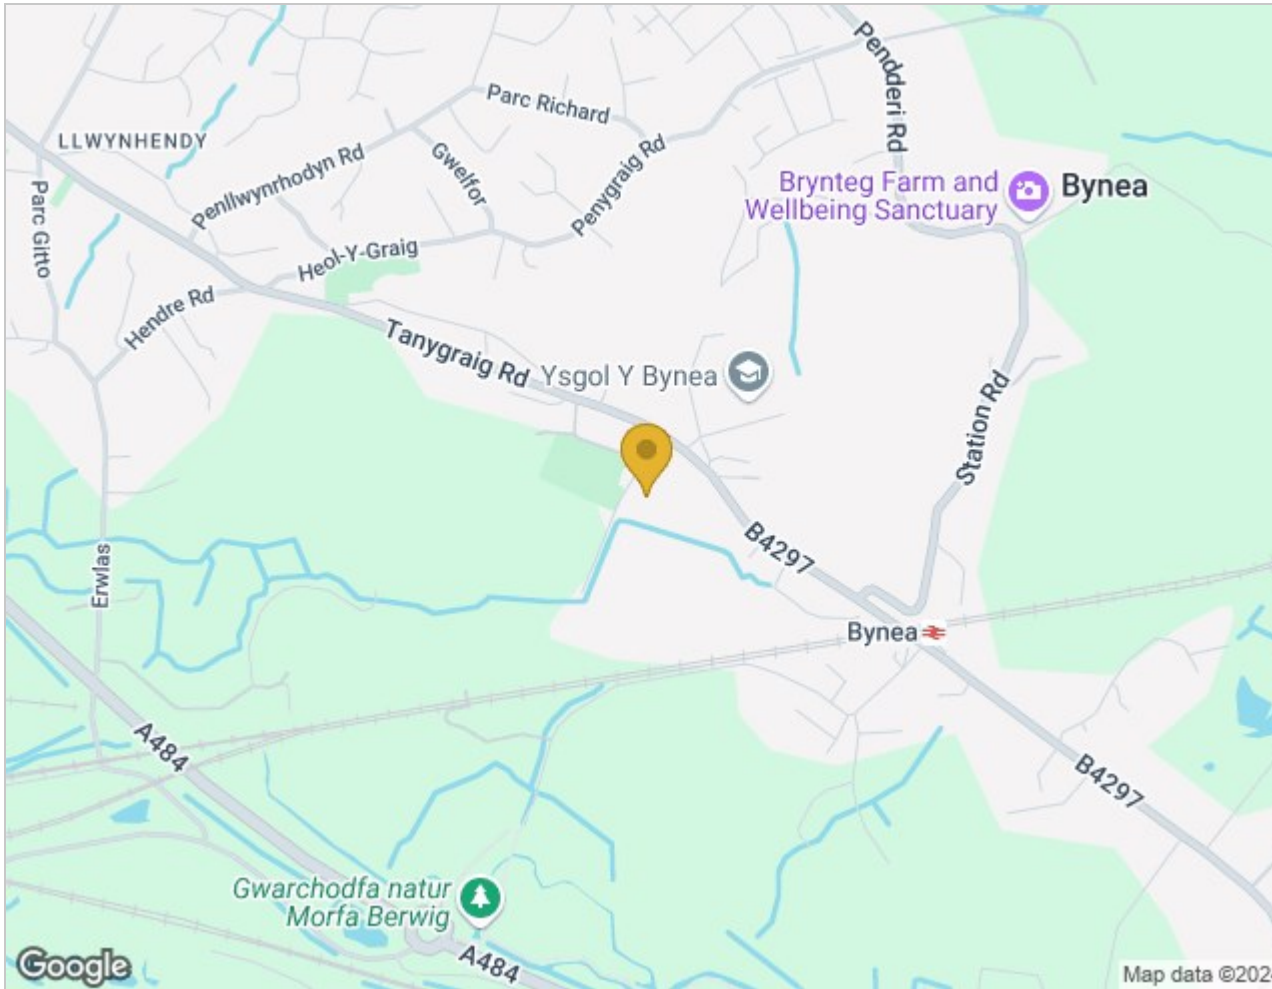 Pendderi Rd
Parc Richard
LLWYNHENDY
Penllwynrhodyn Rd
Gwelfor
Penygraig Rd
Brynteg Farm and
Wellbeing Sanctuary
Bynea
Parc Gitto
Heol-Y-Graig
Hendre Rd
Tanygraig Rd
Ysgol Y Bynea
Station Rd
B4297
Erwlas
Bynea
A484
B4297
Gwarchodfa natur
Morfa Berwig
A484
Google
Map data ©2024